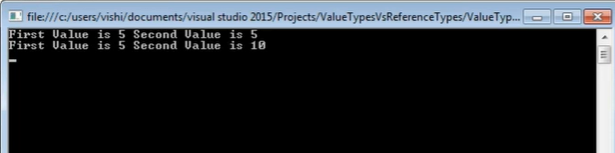 file:///c:/users/vishi/documents/visual studio 2015/Projects/ValueTypesVsReferenceTypes/ValueTyp...
First Value is 5 Second Value is 5
First Value is 5 Second Value is 10